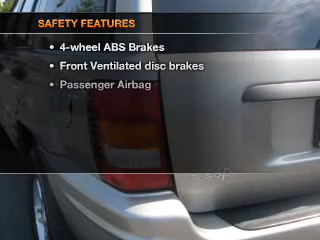 SAFETY FEATURES
• 4-wheel ABS Brakes
• Front Ventilated disc brakes
• Passenger Airbag